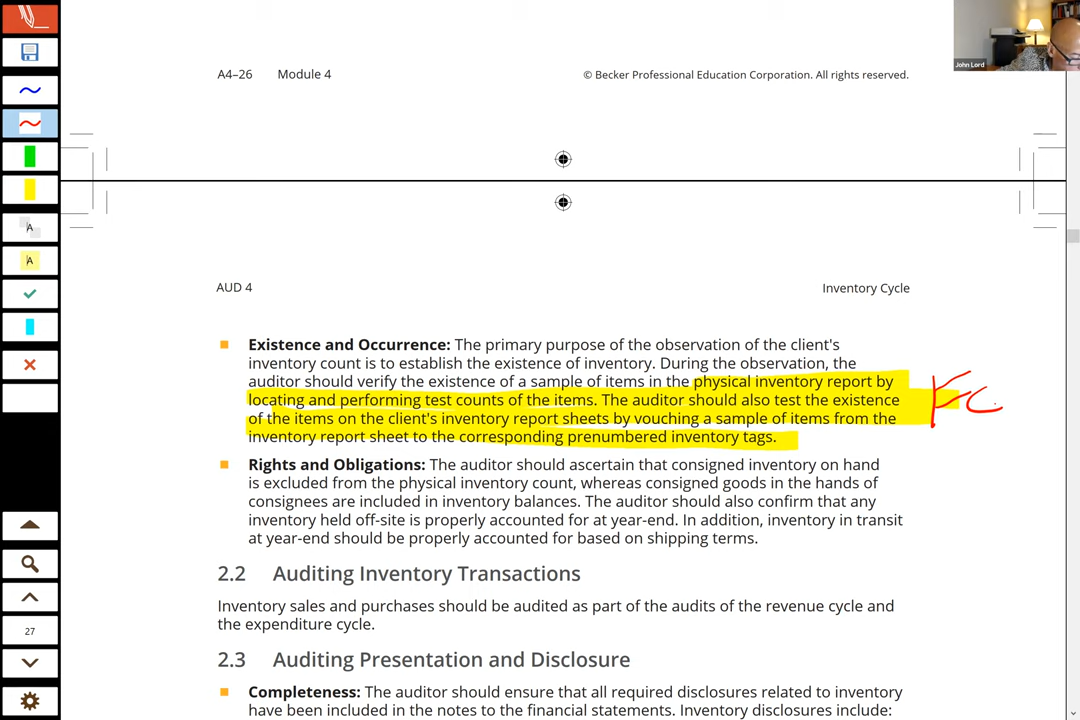 John Lord
A4–26 Module 4 © Becker Professional Education Corporation. All rights reserved.
AUD 4 Inventory Cycle
Existence and Occurrence: The primary purpose of the observation of the client's
inventory count is to establish the existence of inventory. During the observation, the
auditor should verify the existence of a sample of items in the physical inventory report by
locating and performing test counts of the items. The auditor should also test the existence
of the items on the client's inventory report sheets by vouching a sample of items from the
inventory report sheet to the corresponding prenumbered inventory tags.
Rights and Obligations: The auditor should ascertain that consigned inventory on hand
is excluded from the physical inventory count, whereas consigned goods in the hands of
consignees are included in inventory balances. The auditor should also confirm that any
inventory held off-site is properly accounted for at year-end. In addition, inventory in transit
at year-end should be properly accounted for based on shipping terms.
2.2 Auditing Inventory Transactions
Inventory sales and purchases should be audited as part of the audits of the revenue cycle and
the expenditure cycle.
2.3 Auditing Presentation and Disclosure
Completeness: The auditor should ensure that all required disclosures related to inventory
have been included in the notes to the financial statements. Inventory disclosures include:
A
A
27